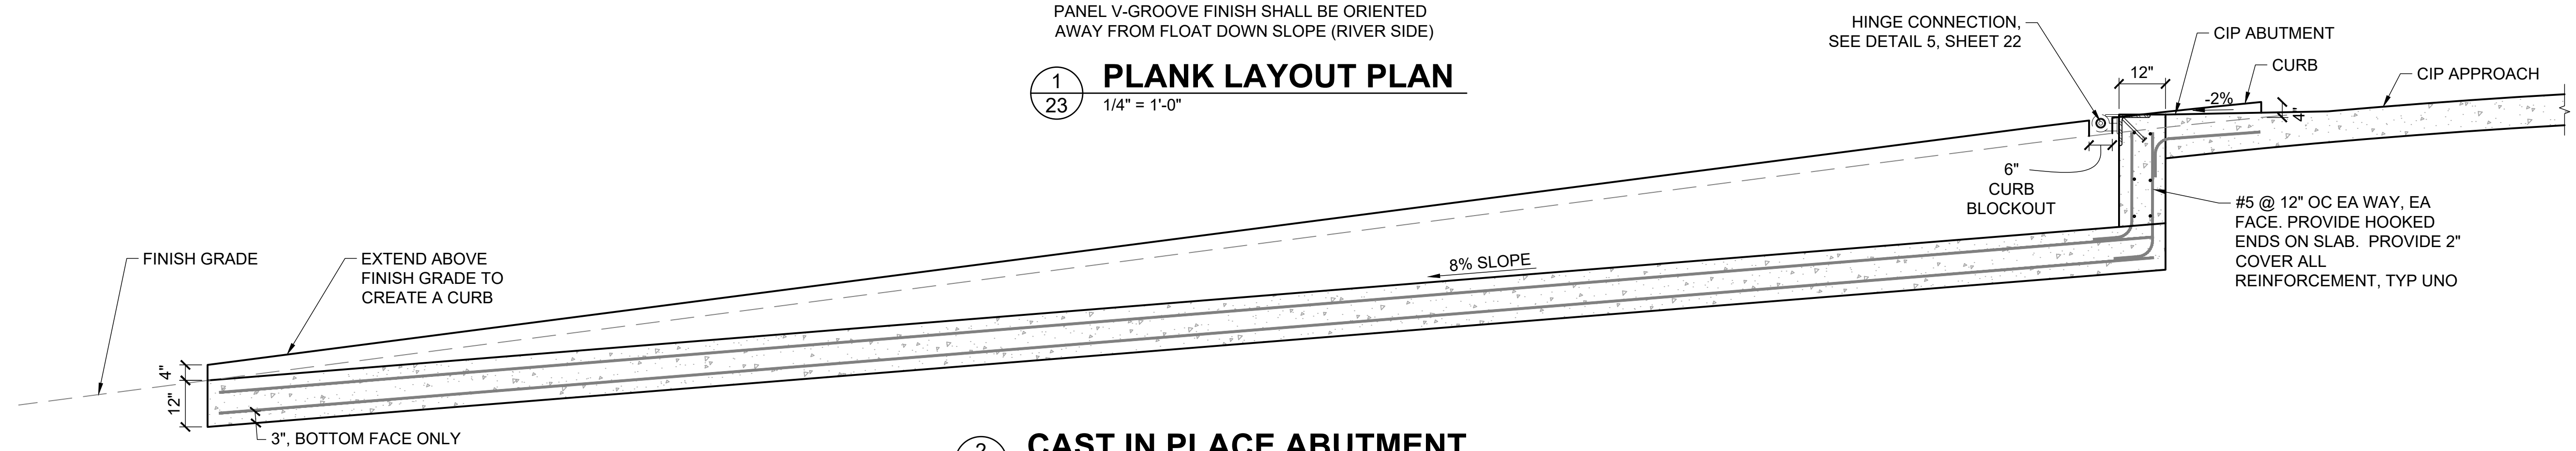 PANEL V-GROOVE FINISH SHALL BE ORIENTED
AWAY FROM FLOAT DOWN SLOPE (RIVER SIDE)
1
23
PLANK LAYOUT PLAN
1/4" = 1'-0"
HINGE CONNECTION,
SEE DETAIL 5, SHEET 22
CIP ABUTMENT
CURB
CIP APPROACH
12"
-2%
4"
6"
CURB
BLOCKOUT
#5 @ 12" OC EA WAY, EA
FACE. PROVIDE HOOKED
ENDS ON SLAB. PROVIDE 2"
COVER ALL
REINFORCEMENT, TYP UNO
8% SLOPE
FINISH GRADE
EXTEND ABOVE
FINISH GRADE TO
CREATE A CURB
4"
12"
3", BOTTOM FACE ONLY
2
CAST IN PLACE ABUTMENT